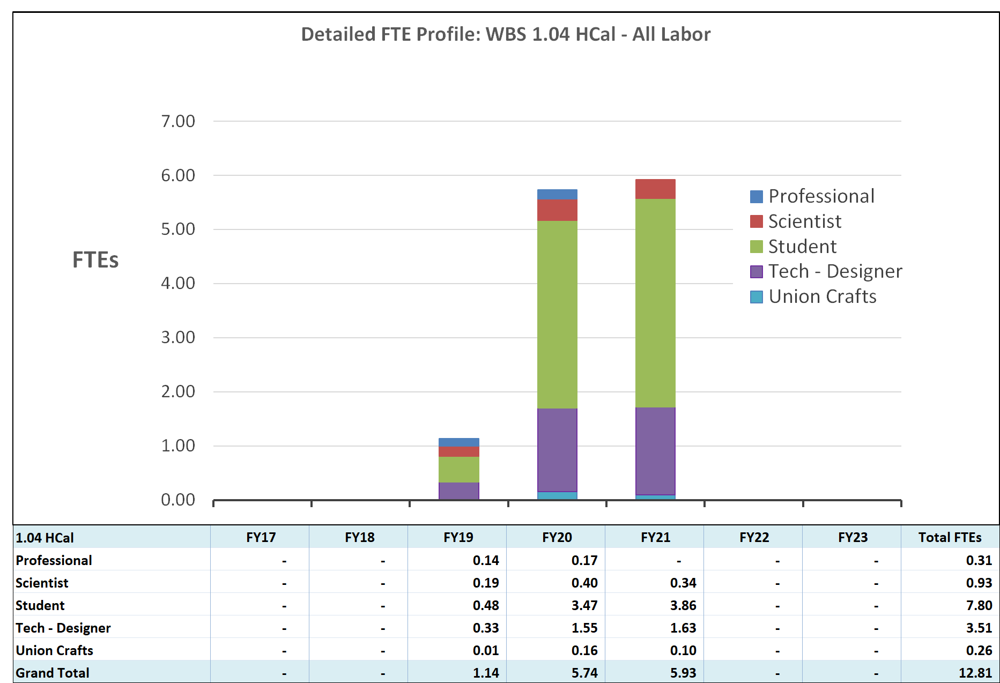 Detailed FTE Profile: WBS 1.04 HCal - All Labor
7.00
6.00
5.00
4.00
3.00
2.00
1.00
0.00
FTEs
Professional
Scientist
Student
Tech - Designer
Union Crafts
1.04 HCal FY17 FY18 FY19 FY20 FY21 FY22 FY23 Total FTEs
Professional - - 0.14 0.17 - - - 0.31
Scientist - - 0.19 0.40 0.34 - - 0.93
Student - - 0.48 3.47 3.86 - - 7.80
Tech - Designer - - 0.33 1.55 1.63 - - 3.51
Union Crafts - - 0.01 0.16 0.10 - - 0.26
Grand Total - - 1.14 5.74 5.93 - - 12.81